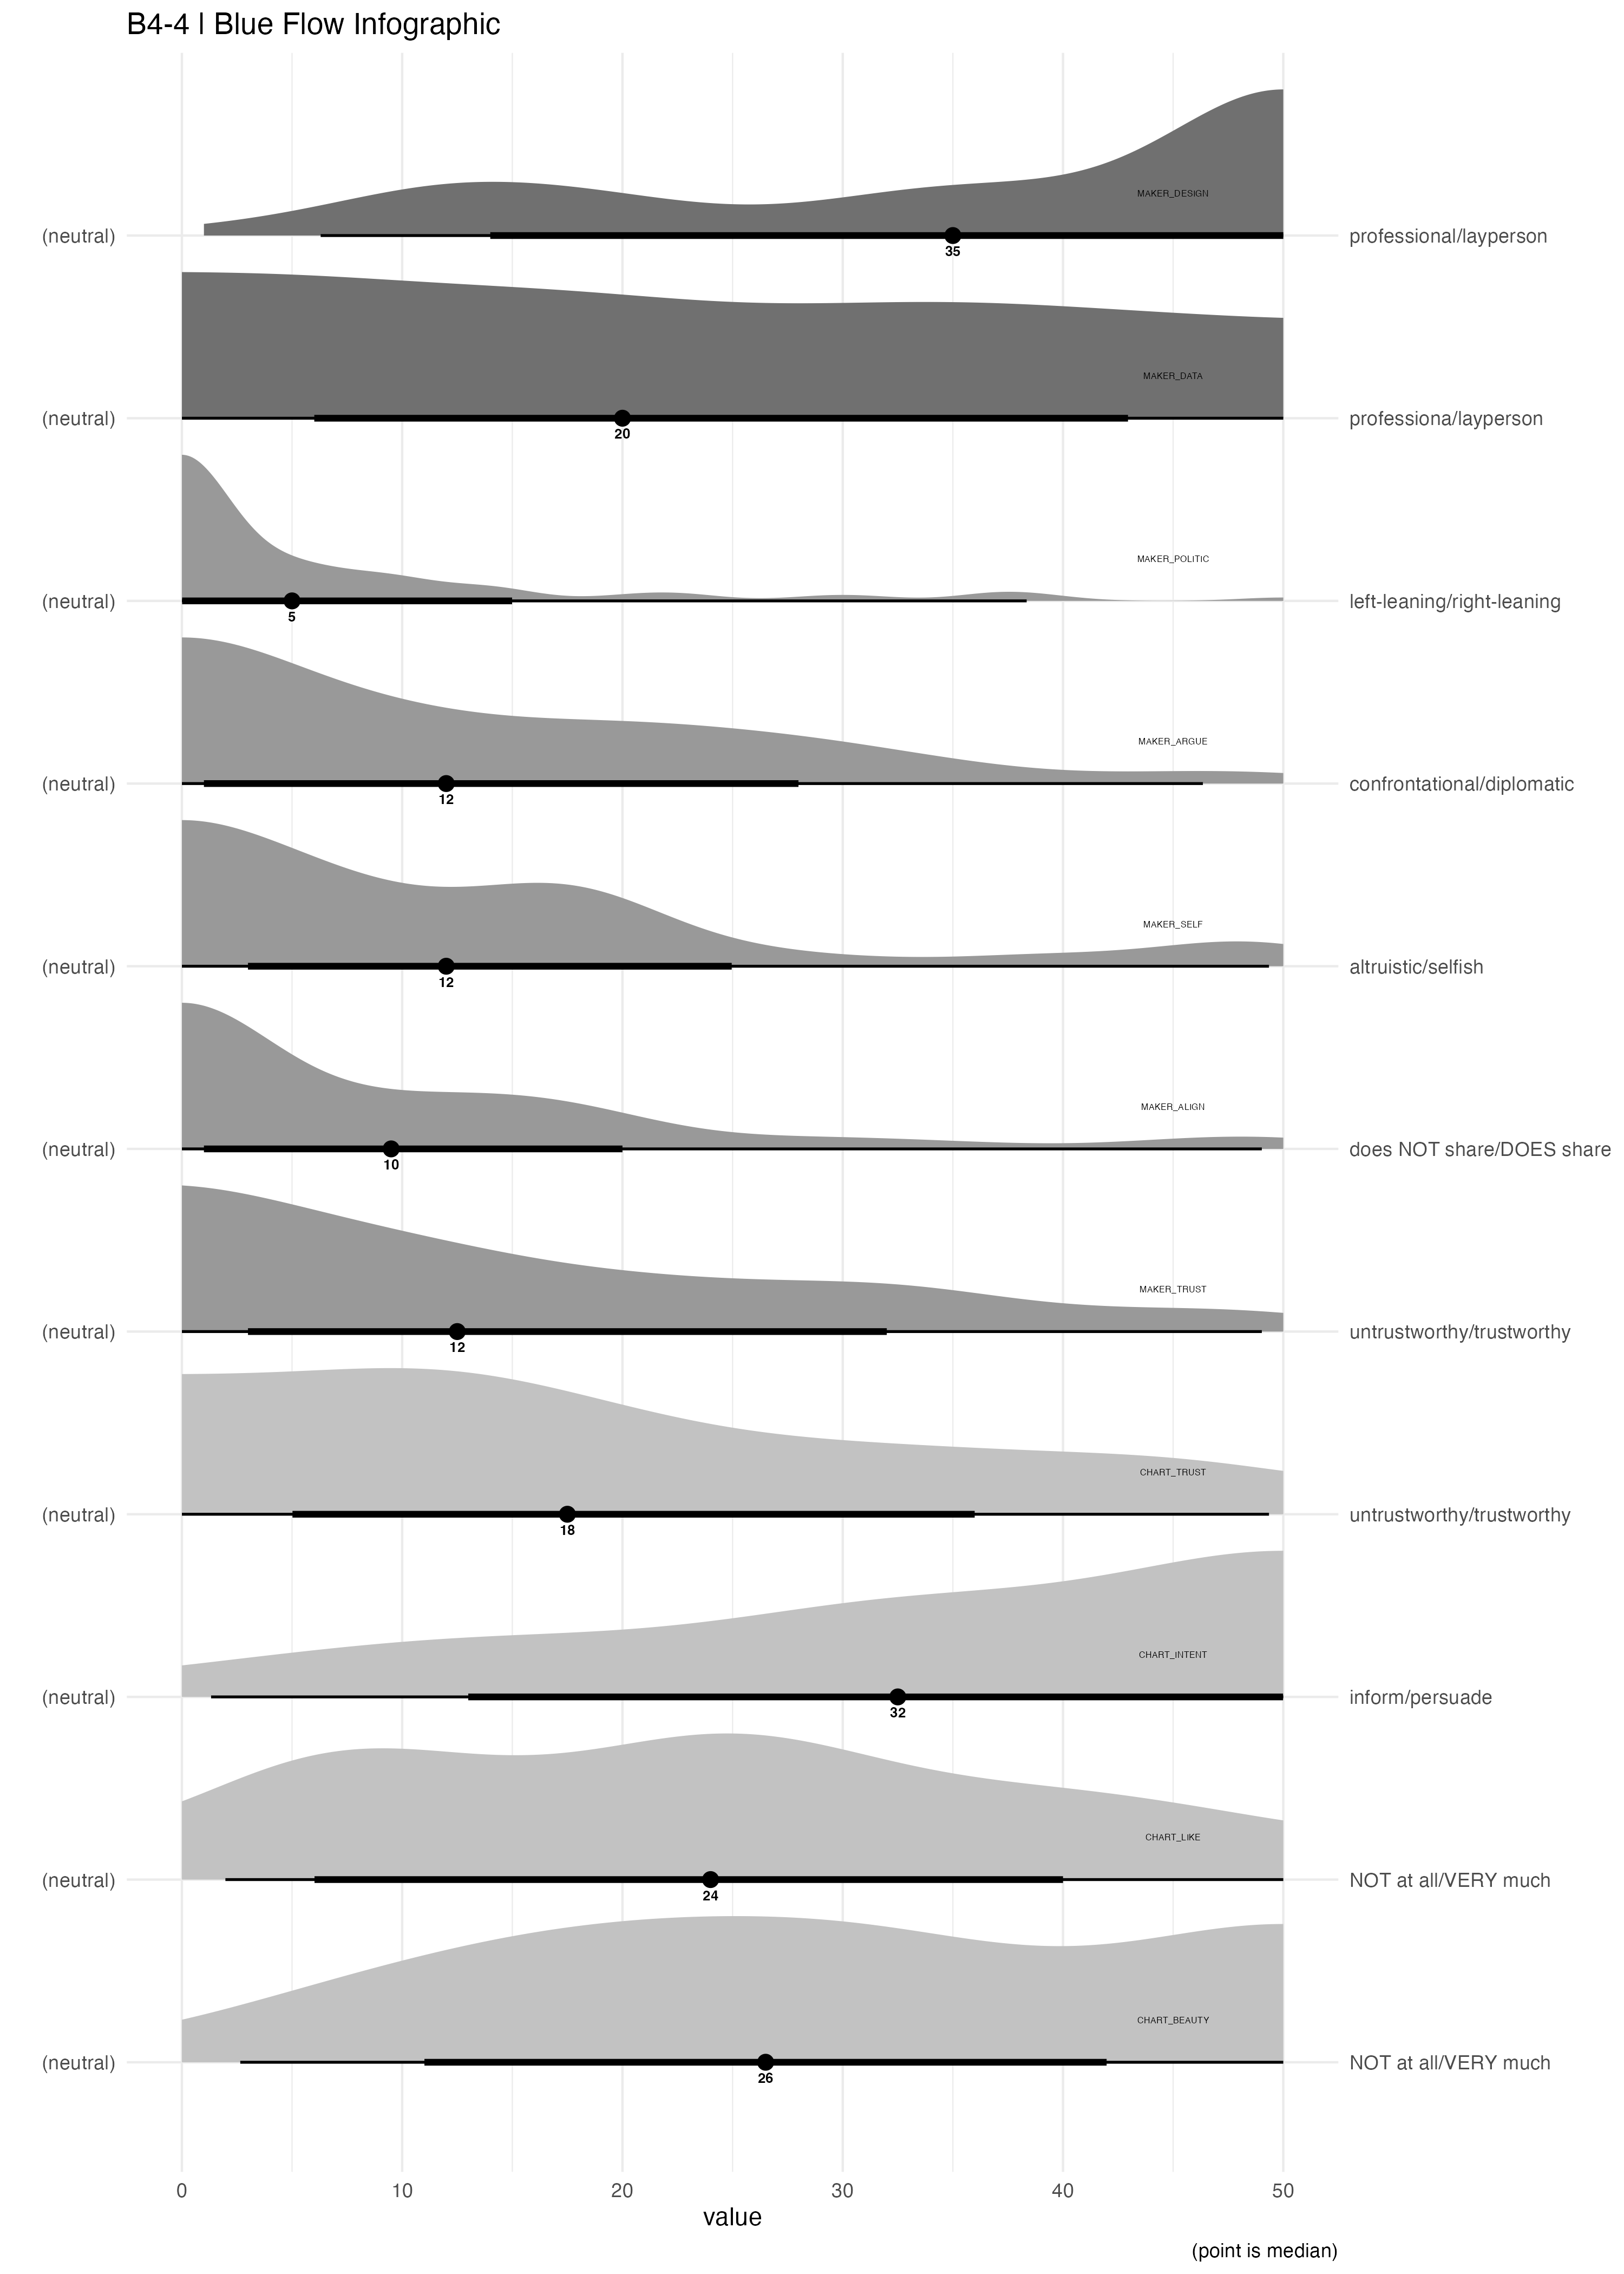 B4-4 | Blue Flow Infographic
MAKER_DESIGN
(neutral) professional/layperson
35
MAKER_DATA
(neutral) professiona/layperson
20
MAKER_POLITIC
(neutral) left-leaning/right-leaning
5
MAKER_ARGUE
(neutral) confrontational/diplomatic
12
MAKER_SELF
(neutral) altruistic/selfish
12
MAKER_ALIGN
(neutral) does NOT share/DOES share
10
MAKER_TRUST
(neutral) untrustworthy/trustworthy
12
CHART_TRUST
(neutral) untrustworthy/trustworthy
18
CHART_INTENT
(neutral) inform/persuade
32
CHART_LIKE
(neutral) NOT at all/VERY much
24
CHART_BEAUTY
(neutral) NOT at all/VERY much
26
0 10 20 30 40 50
value
(point is median)